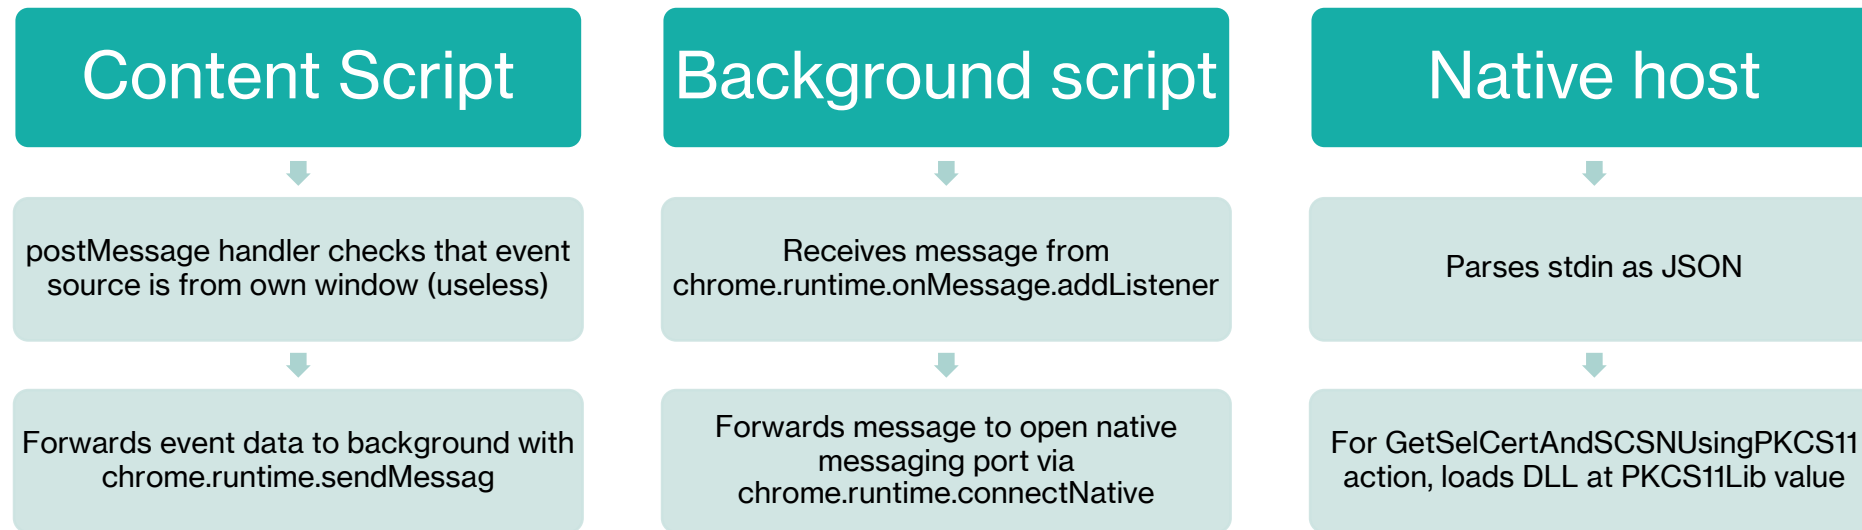 Content Script
postMessage handler checks that event
source is from own window (useless)
Forwards event data to background with
chrome.runtime.sendMessag
Background script
Receives message from
chrome.runtime.onMessage.addListener
Forwards message to open native
messaging port via
chrome.runtime.connectNative
Native host
Parses stdin as JSON
For GetSelCertAndSCSNUsingPKCS11
action, loads DLL at PKCS11Lib value